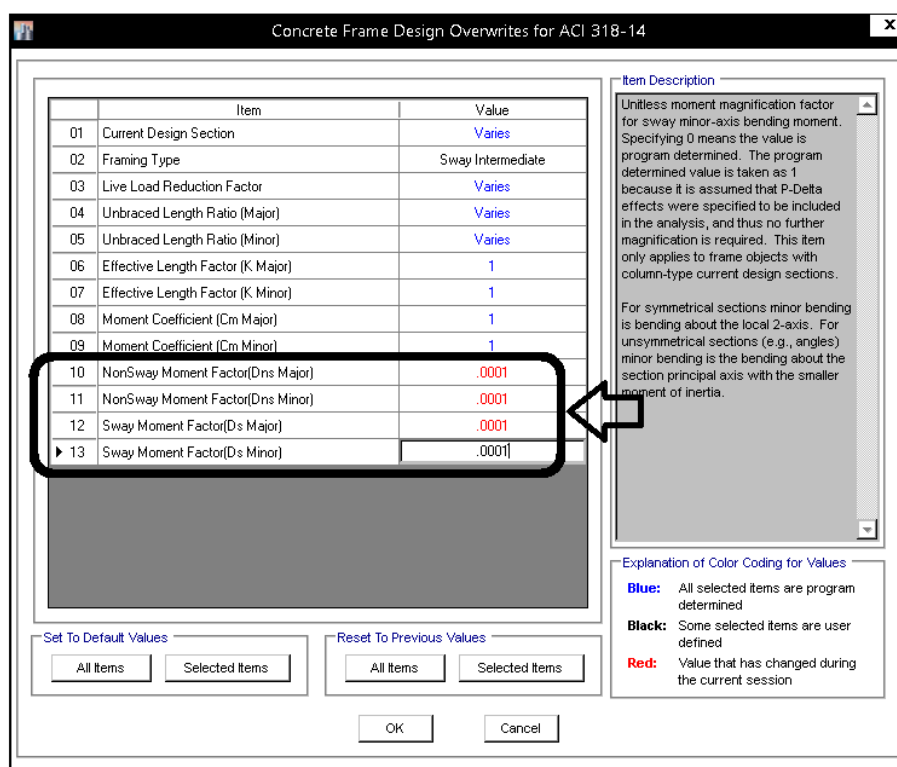 Concrete Frame Design Overwrites for ACI 318-14
x
Item Value
01 Current Design Section Varies
02 Framing Type Sway Intermediate
03 Live Load Reduction Factor Varies
04 Unbraced Length Ratio (Major) Varies
05 Unbraced Length Ratio (Minor) Varies
06 Effective Length Factor (K Major) 1
07 Effective Length Factor (K Minor) 1
08 Moment Coefficient (Cm Major) 1
09 Moment Coefficient (Cm Minor) 1
10 NonSway Moment Factor(Dns Major) .0001
11 NonSway Moment Factor(Dns Minor) .0001
12 Sway Moment Factor(Ds Major) .0001
13 Sway Moment Factor(Ds Minor) .0001
Item Description
Unitless moment magnification factor
for sway minor-axis bending moment.
Specifying 0 means the value is
program determined. The program
determined value is taken as 1
because it is assumed that P-Delta
effects were specified to be included
in the analysis, and thus no further
magnification is required. This item
only applies to frame objects with
column-type current design sections.
For symmetrical sections minor bending
is bending about the local 2-axis. For
unsymmetrical sections (e.g., angles)
minor bending is the bending about the
section principal axis with the smaller
moment of inertia.
Explanation of Color Coding for Values
Blue: All selected items are program
determined
Black: Some selected items are user
defined
Red: Value that has changed during
the current session
Set To Default Values
All Items Selected Items
Reset To Previous Values
All Items Selected Items
OK Cancel